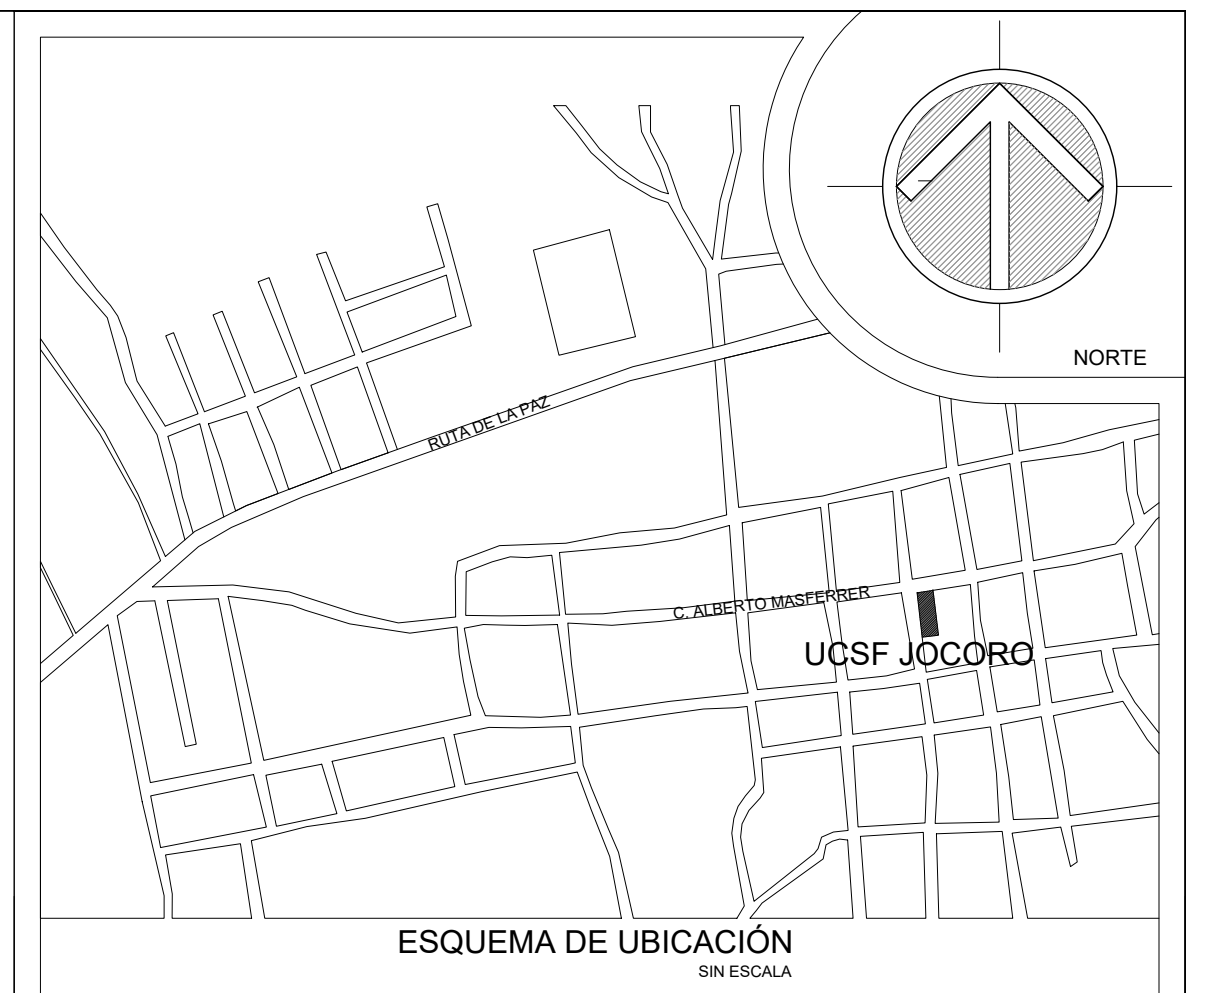 NORTE
RUTA DE LA PAZ
C. ALBERTO MASFERRER
UCSF JOCORO
ESQUEMA DE UBICACIÓN
SIN ESCALA